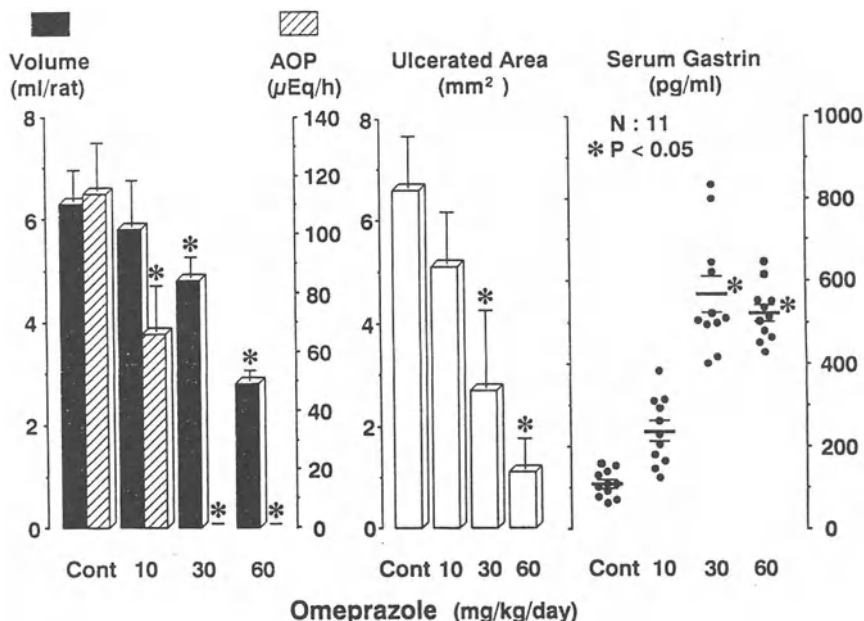 Volume
(ml/rat)
AOP
(µEq/h)
Ulcerated Area
(mm²)
Serum Gastrin
(pg/ml)
8
6
4
2
0
140
120
100
80
60
40
20
0
8
6
4
2
0
N : 11
* P < 0.05
1000
800
600
400
200
0
* * * * *
* *
* *
Cont 10 30 60
Cont 10 30 60
Cont 10 30 60
Omeprazole (mg/kg/day)